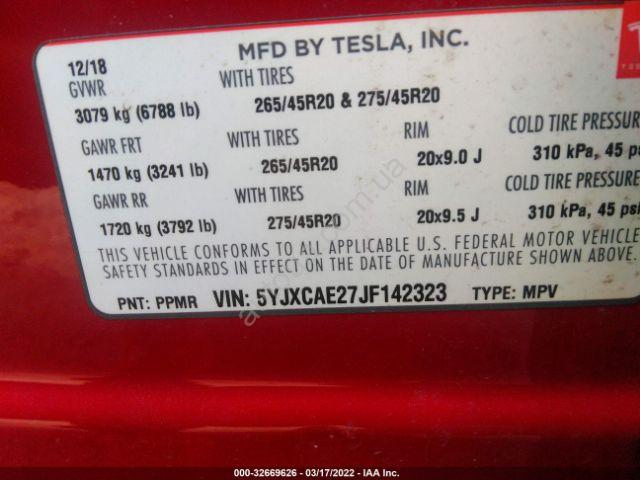 MFD BY TESLA, INC.
12/18
GVWR WITH TIRES
3079 kg (6788 lb) 265/45R20 & 275/45R20
GAWR FRT WITH TIRES RIM COLD TIRE PRESSURE
1470 kg (3241 lb) 265/45R20 20x9.0 J 310 kPa, 45 ps
GAWR RR WITH TIRES RIM COLD TIRE PRESSURE
1720 kg (3792 lb) 275/45R20 20x9.5 J 310 kPa, 45 psi
THIS VEHICLE CONFORMS TO ALL APPLICABLE U.S. FEDERAL MOTOR VEHICLE
SAFETY STANDARDS IN EFFECT ON THE DATE OF MANUFACTURE SHOWN ABOVE.
PNT: PPMR VIN: 5YJXCAE27JF142323 TYPE: MPV
000-32669626 - 03/17/2022 - IAA Inc.